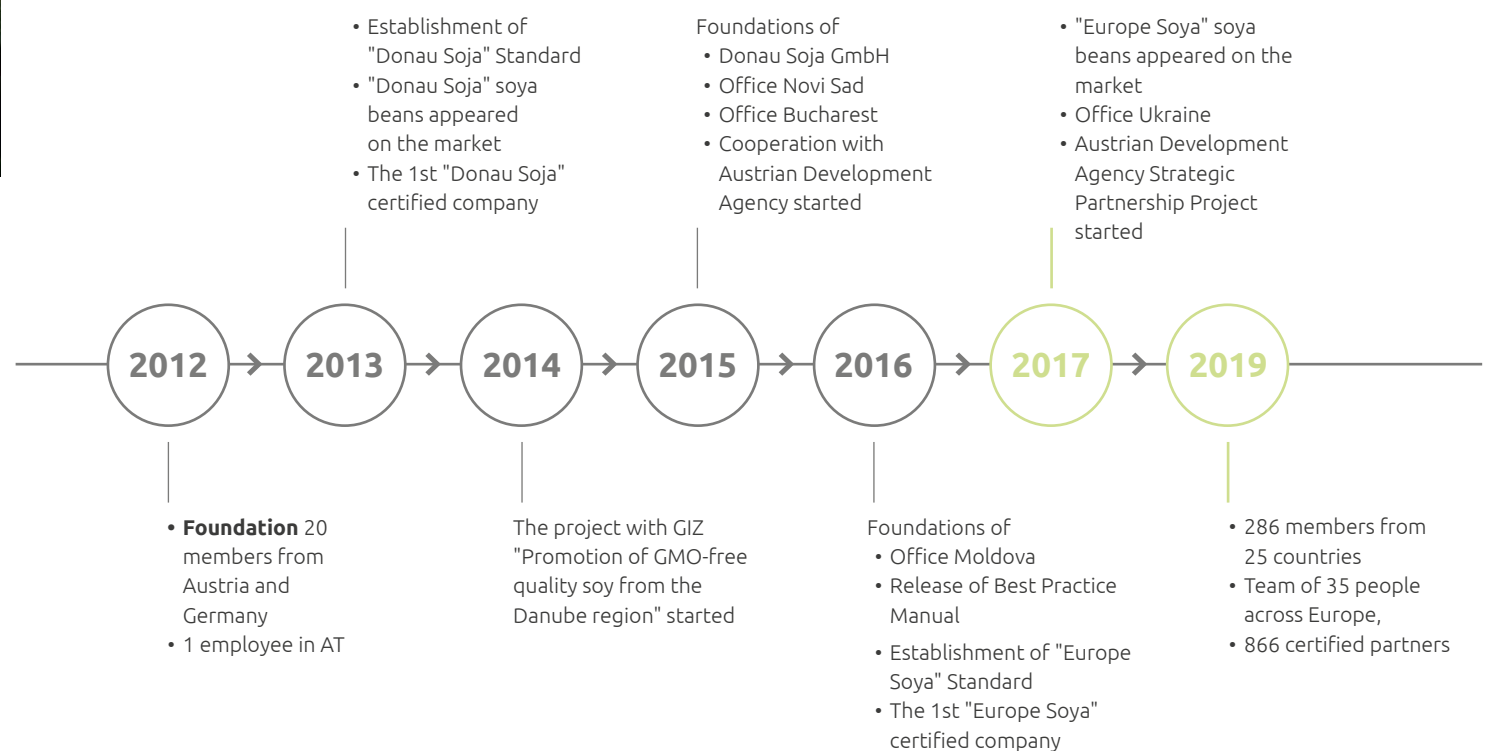 • Establishment of
"Donau Soja" Standard
• "Donau Soja" soya
beans appeared
on the market
• The 1st "Donau Soja"
certified company
Foundations of
• Donau Soja GmbH
• Office Novi Sad
• Office Bucharest
• Cooperation with
Austrian Development
Agency started
• "Europe Soya" soya
beans appeared on the
market
• Office Ukraine
• Austrian Development
Agency Strategic
Partnership Project
started
2012
2013
2014
2015
2016
2017
2019
• Foundation 20
members from
Austria and
Germany
• 1 employee in AT
The project with GIZ
"Promotion of GMO-free
quality soy from the
Danube region" started
Foundations of
• Office Moldova
• Release of Best Practice
Manual
• Establishment of "Europe
Soya" Standard
• The 1st "Europe Soya"
certified company
• 286 members from
25 countries
• Team of 35 people
across Europe,
• 866 certified partners